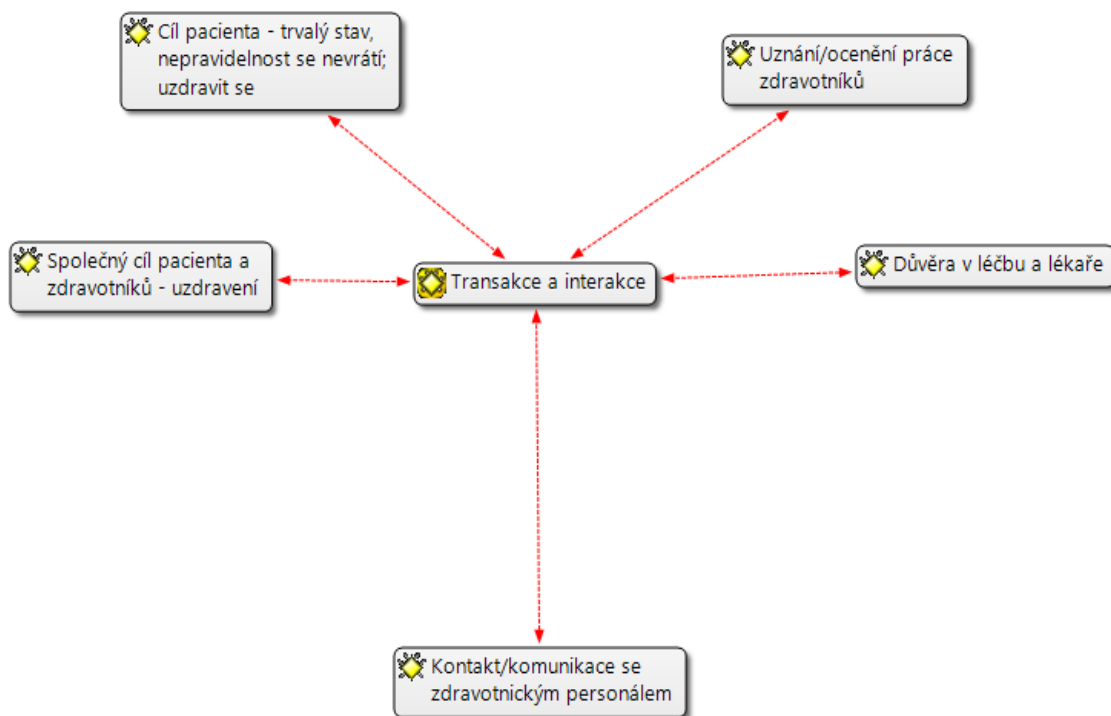 Cíl pacienta - trvalý stav,
nepravidelnost se nevrátí;
uzdravit se
Uznání/ocenění práce
zdravotníků
Společný cíl pacienta a
zdravotníků - uzdravení
Transakce a interakce
Důvěra v léčbu a lékaře
Kontakt/komunikace se
zdravotnickým personálem